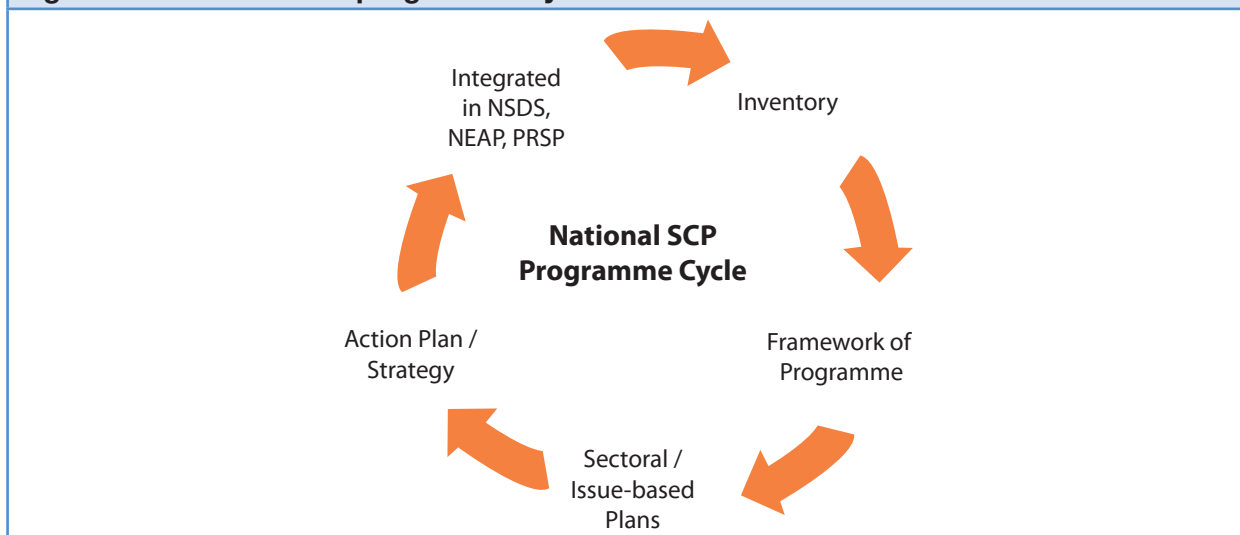 Integrated
in NSDS,
NEAP, PRSP
Inventory
National SCP
Programme Cycle
Framework of
Programme
Action Plan /
Strategy
Sectoral /
Issue-based
Plans